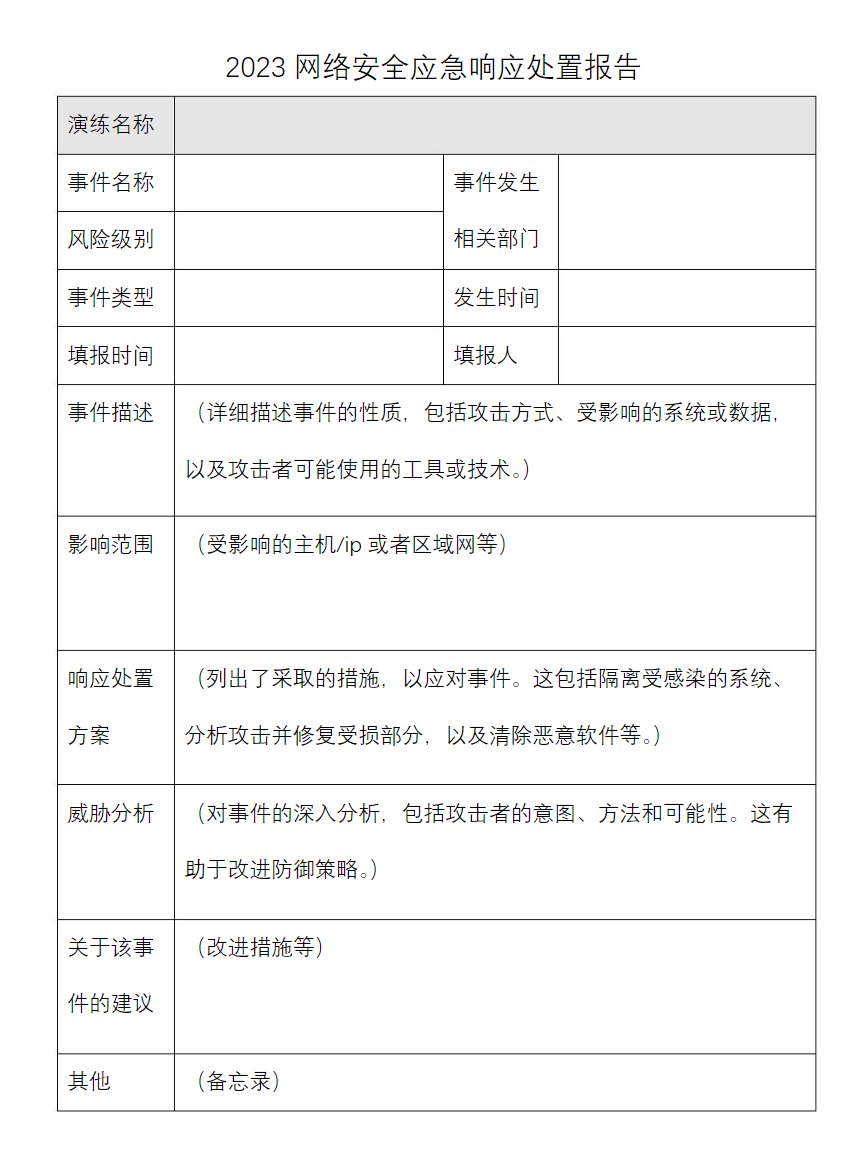 2023 网络安全应急响应处置报告
演练名称
事件名称
事件发生
相关部门
风险级别
事件类型
发生时间
填报时间
填报人
事件描述
（详细描述事件的性质，包括攻击方式、受影响的系统或数据，
以及攻击者可能使用的工具或技术。）
影响范围
（受影响的主机/ip 或者区域网等）
响应处置
方案
（列出了采取的措施，以应对事件。这包括隔离受感染的系统、
分析攻击并修复受损部分，以及清除恶意软件等。）
威胁分析
（对事件的深入分析，包括攻击者的意图、方法和可能性。这有
助于改进防御策略。）
关于该事
件的建议
（改进措施等）
其他
（备忘录）